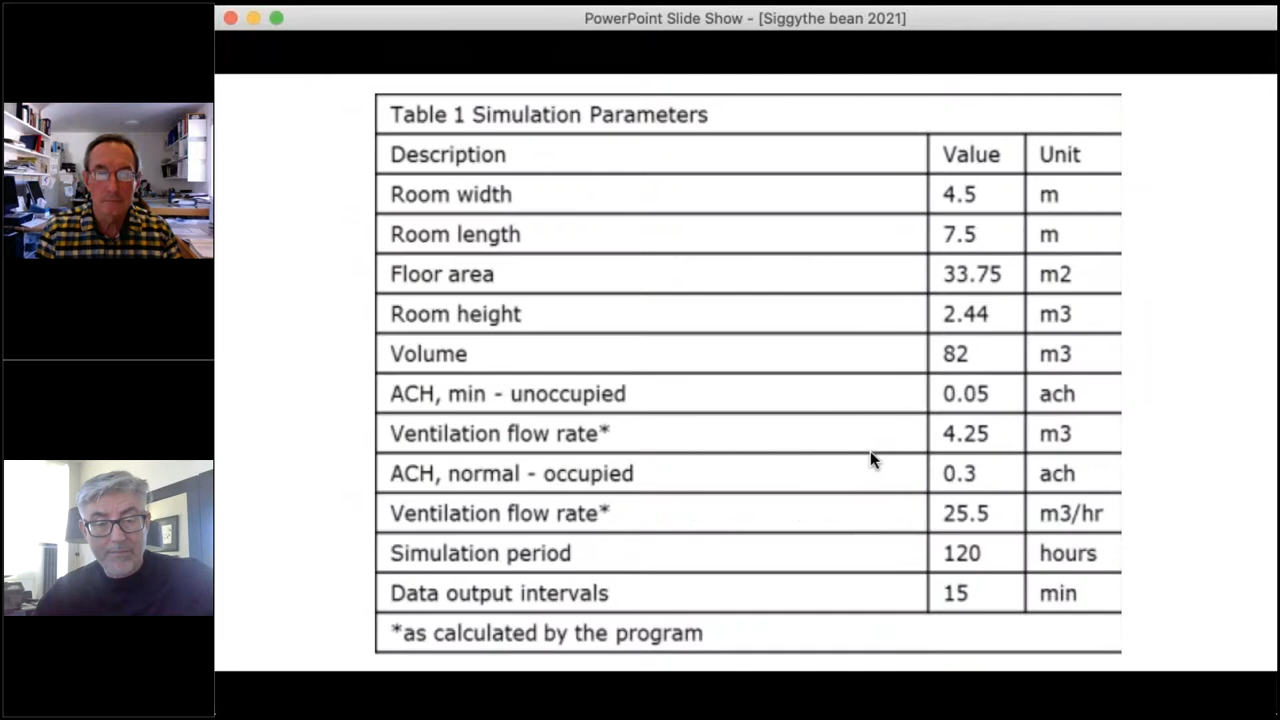 PowerPoint Slide Show - [Siggythe bean 2021]
Table 1 Simulation Parameters
Description Value Unit
Room width 4.5 m
Room length 7.5 m
Floor area 33.75 m2
Room height 2.44 m3
Volume 82 m3
ACH, min - unoccupied 0.05 ach
Ventilation flow rate* 4.25 m3
ACH, normal - occupied 0.3 ach
Ventilation flow rate* 25.5 m3/hr
Simulation period 120 hours
Data output intervals 15 min
*as calculated by the program